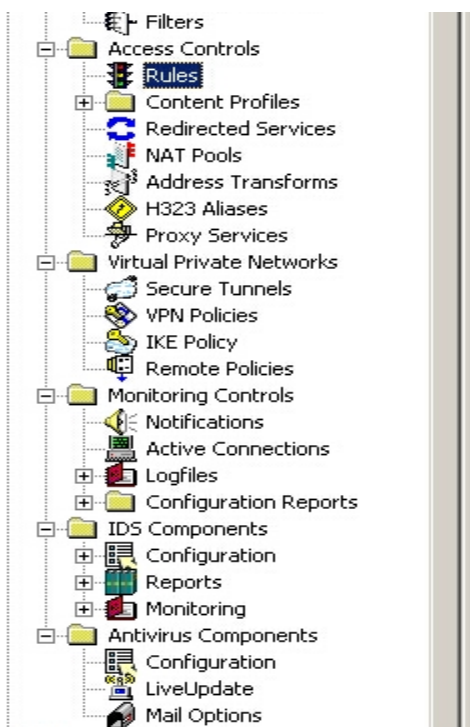 Filters
Access Controls
Rules
Content Profiles
Redirected Services
NAT Pools
Address Transforms
H323 Aliases
Proxy Services
Virtual Private Networks
Secure Tunnels
VPN Policies
IKE Policy
Remote Policies
Monitoring Controls
Notifications
Active Connections
Logfiles
Configuration Reports
IDS Components
Configuration
Reports
Monitoring
Antivirus Components
Configuration
LiveUpdate
Mail Options